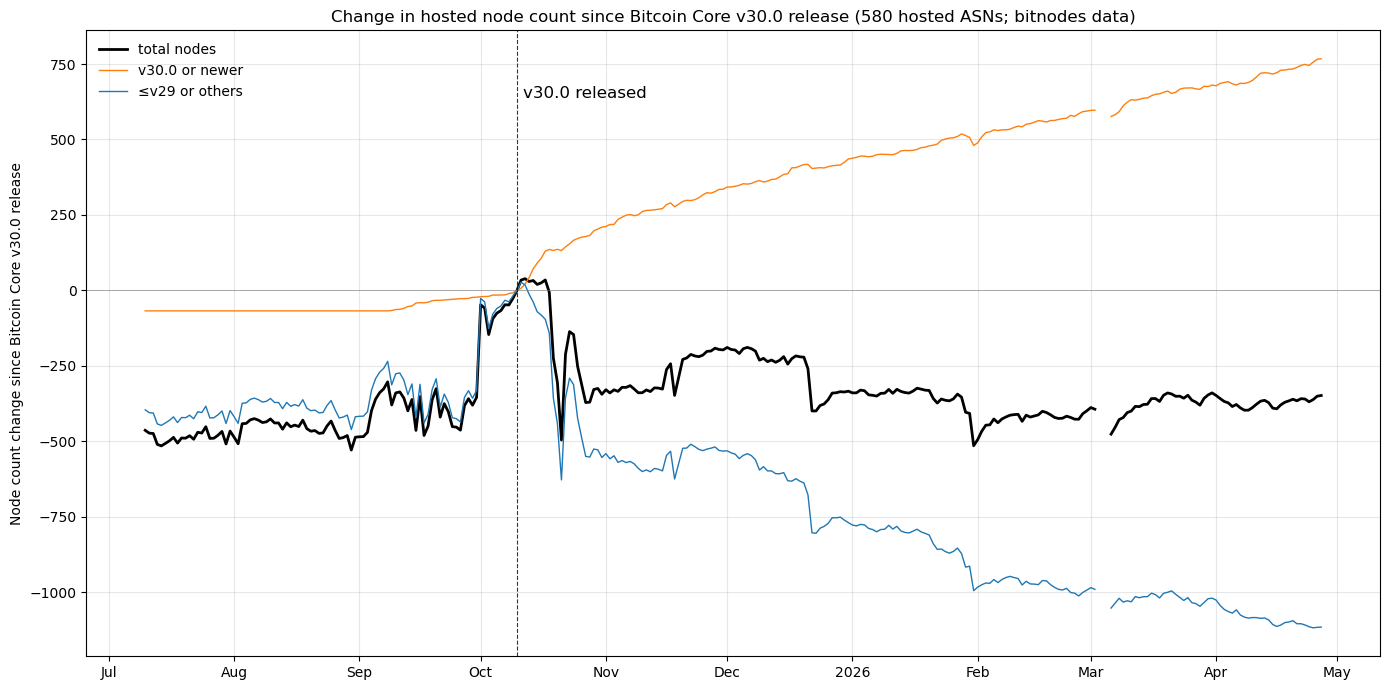 Change in hosted node count since Bitcoin Core v30.0 release (580 hosted ASNs; bitnodes data)
total nodes
v30.0 or newer
≤v29 or others
v30.0 released
Node count change since Bitcoin Core v30.0 release
750
500
250
0
−250
−500
−750
−1000
Jul Aug Sep Oct Nov Dec 2026 Feb Mar Apr May